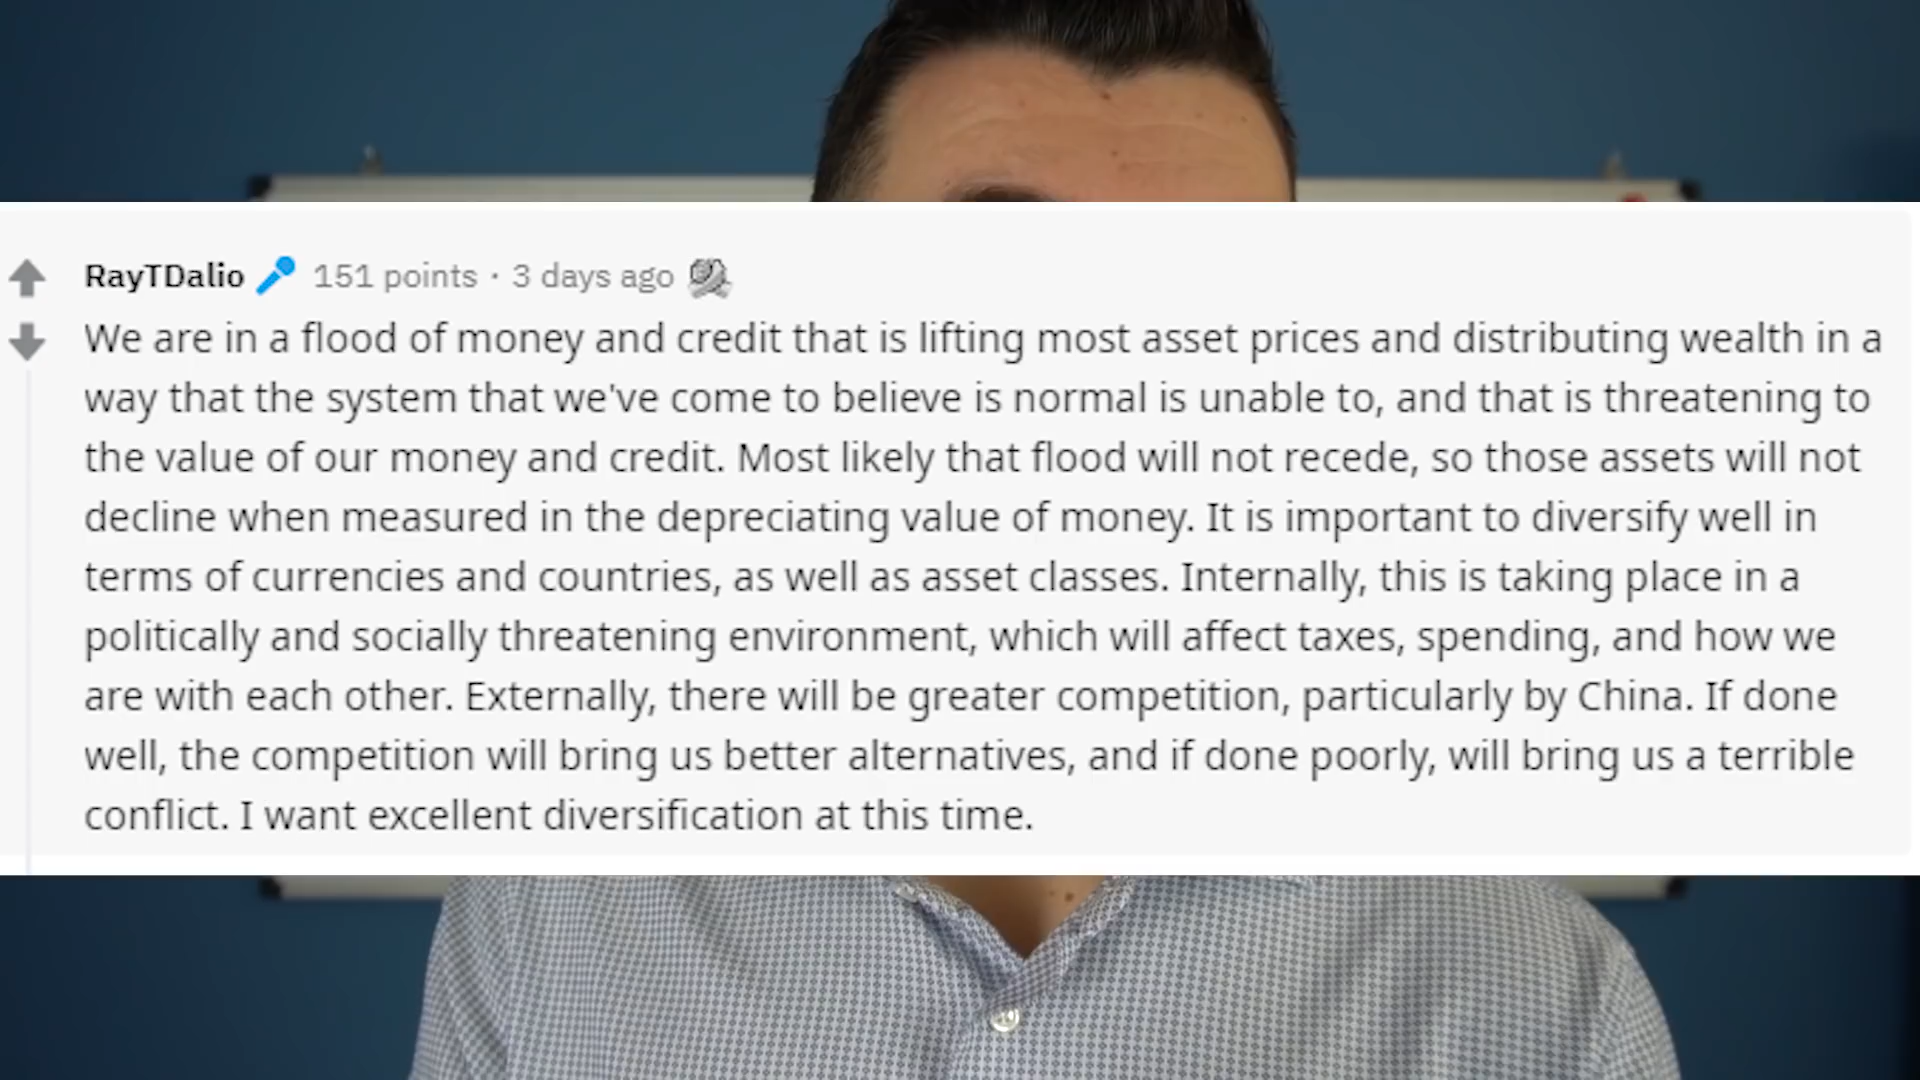 RayTDalio 151 points · 3 days ago
We are in a flood of money and credit that is lifting most asset prices and distributing wealth in a
way that the system that we've come to believe is normal is unable to, and that is threatening to
the value of our money and credit. Most likely that flood will not recede, so those assets will not
decline when measured in the depreciating value of money. It is important to diversify well in
terms of currencies and countries, as well as asset classes. Internally, this is taking place in a
politically and socially threatening environment, which will affect taxes, spending, and how we
are with each other. Externally, there will be greater competition, particularly by China. If done
well, the competition will bring us better alternatives, and if done poorly, will bring us a terrible
conflict. I want excellent diversification at this time.